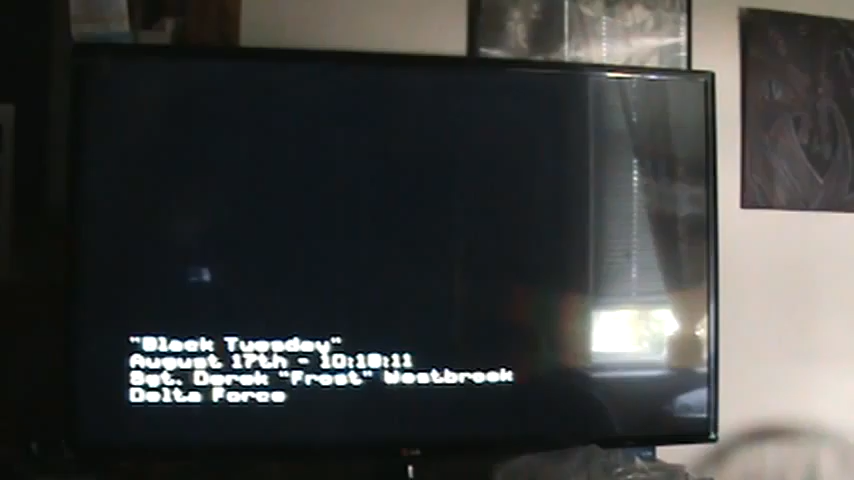 "Black Tuesday"
August 17th - 10:18:11
Sgt. Derek "Frost" Westbrook
Delta Force